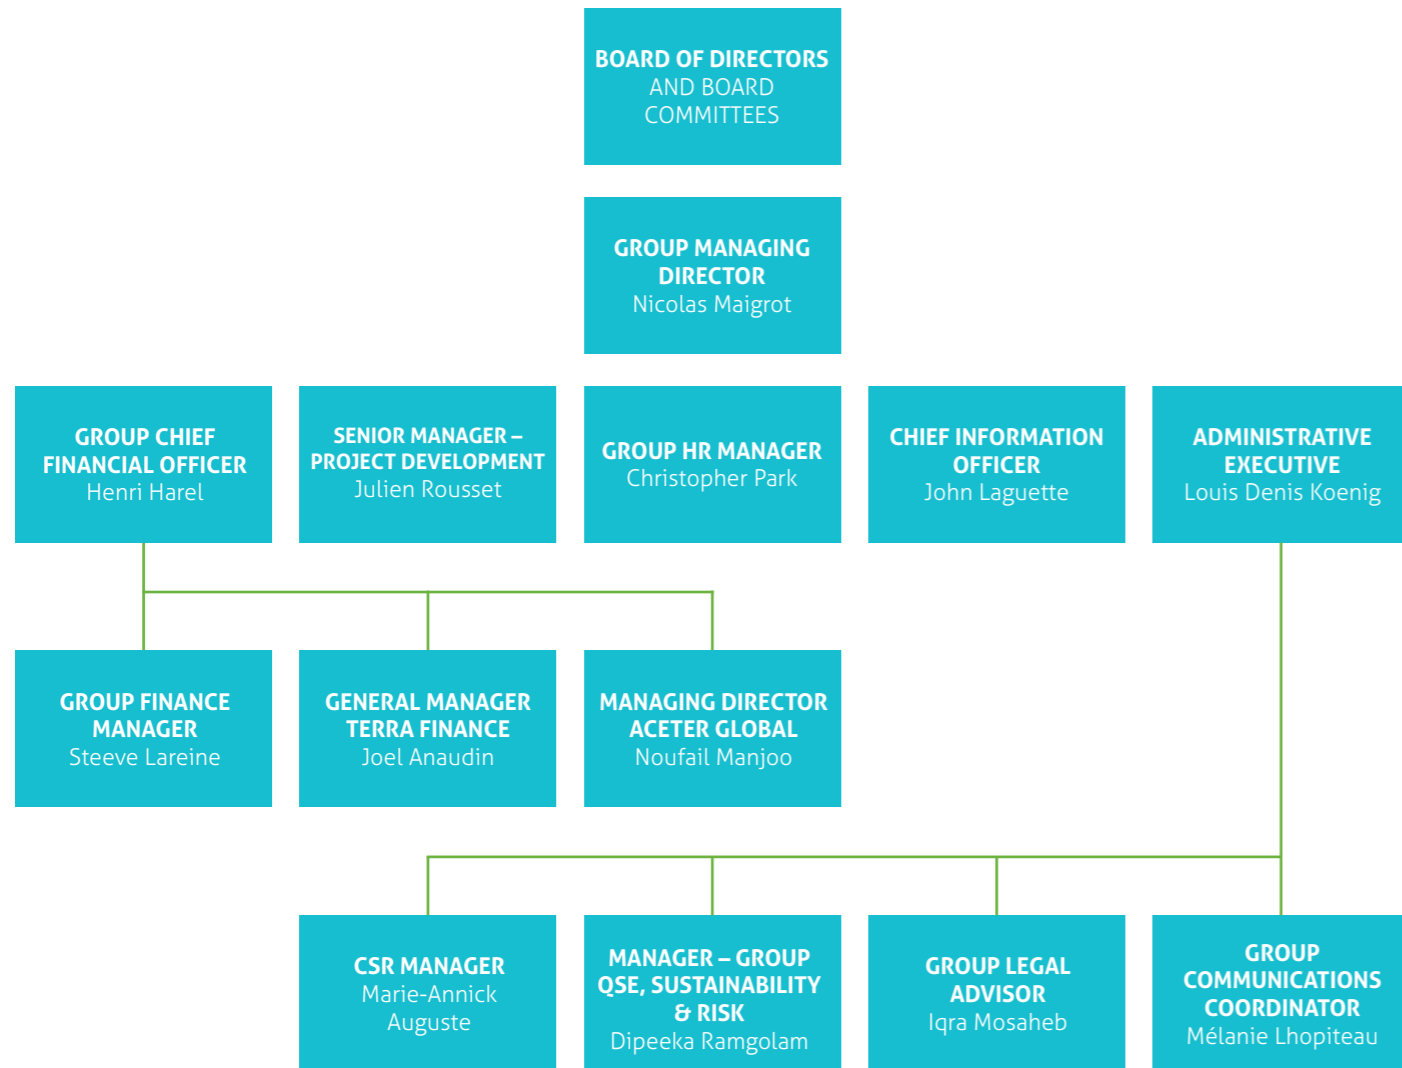 BOARD OF DIRECTORS
AND BOARD
COMMITTEES
GROUP MANAGING
DIRECTOR
Nicolas Maigrot
GROUP CHIEF
FINANCIAL OFFICER
Henri Harel
SENIOR MANAGER –
PROJECT DEVELOPMENT
Julien Rousset
GROUP HR MANAGER
Christopher Park
CHIEF INFORMATION
OFFICER
John Laguette
ADMINISTRATIVE
EXECUTIVE
Louis Denis Koenig
GROUP FINANCE
MANAGER
Steeve Lareine
GENERAL MANAGER
TERRA FINANCE
Joel Anaudin
MANAGING DIRECTOR
ACETER GLOBAL
Noufail Manjoo
CSR MANAGER
Marie-Annick
Auguste
MANAGER – GROUP
QSE, SUSTAINABILITY
& RISK
Dipeeka Ramgolam
GROUP LEGAL
ADVISOR
Iqra Mosaheb
GROUP
COMMUNICATIONS
COORDINATOR
Mélanie Lhopiteau